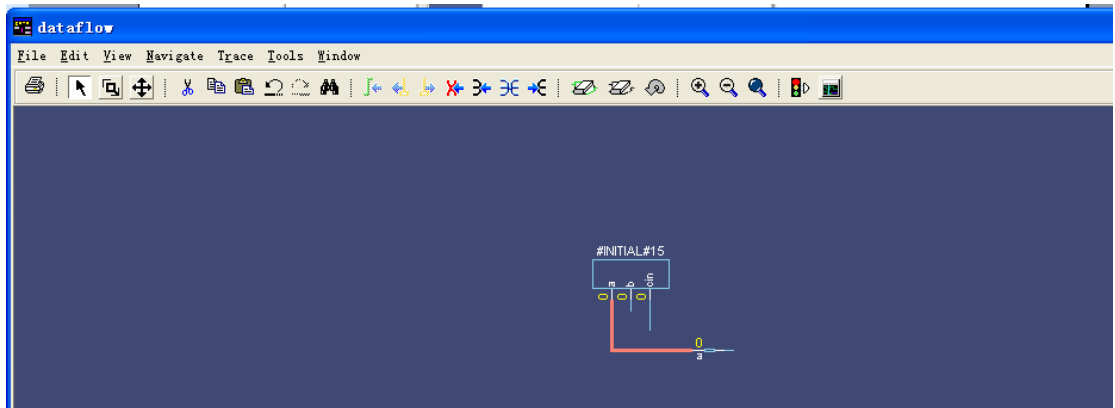 dataflow
File Edit View Navigate Trace Tools Window
#INITIAL#15
a b cin
0 0 0
0
a